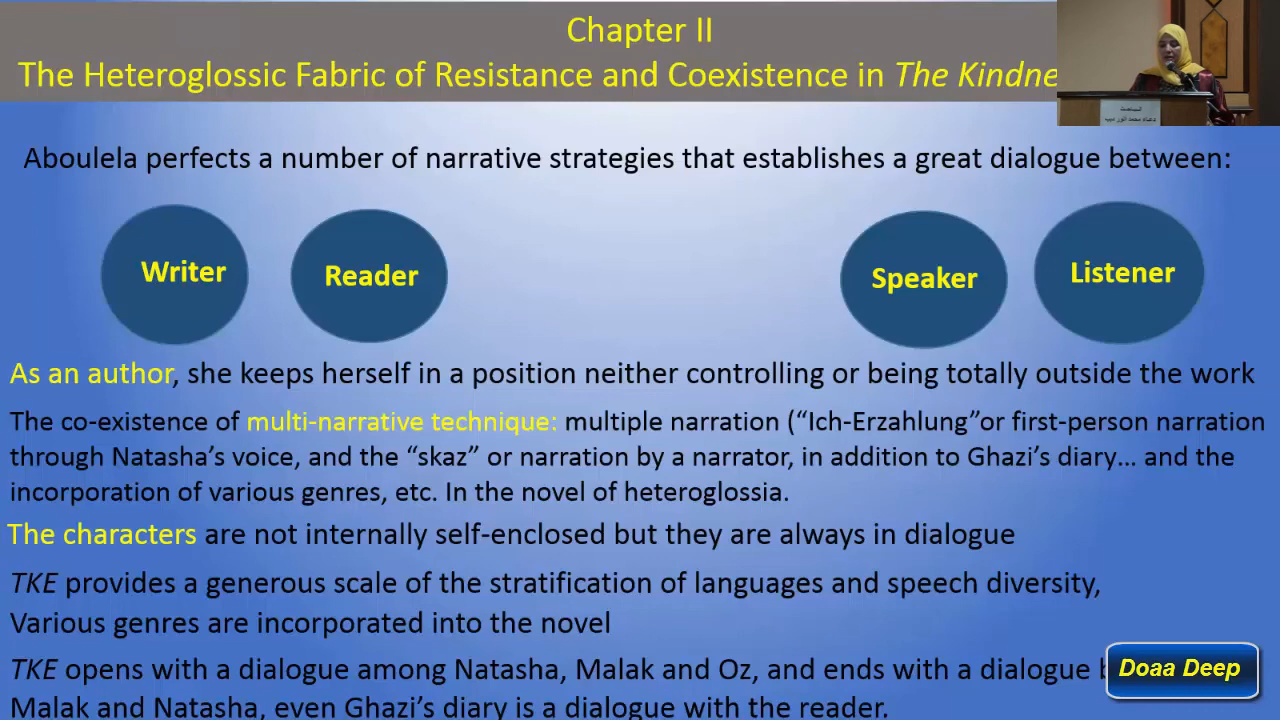 Chapter II
The Heteroglossic Fabric of Resistance and Coexistence in The Kindne
Aboulela perfects a number of narrative strategies that establishes a great dialogue between:
Writer
Reader
Speaker
Listener
As an author, she keeps herself in a position neither controlling or being totally outside the work
The co-existence of multi-narrative technique: multiple narration (“Ich-Erzahlung”or first-person narration
through Natasha’s voice, and the “skaz” or narration by a narrator, in addition to Ghazi’s diary… and the
incorporation of various genres, etc. In the novel of heteroglossia.
The characters are not internally self-enclosed but they are always in dialogue
TKE provides a generous scale of the stratification of languages and speech diversity,
Various genres are incorporated into the novel
TKE opens with a dialogue among Natasha, Malak and Oz, and ends with a dialogue
Malak and Natasha, even Ghazi’s diary is a dialogue with the reader.
Doaa Deep